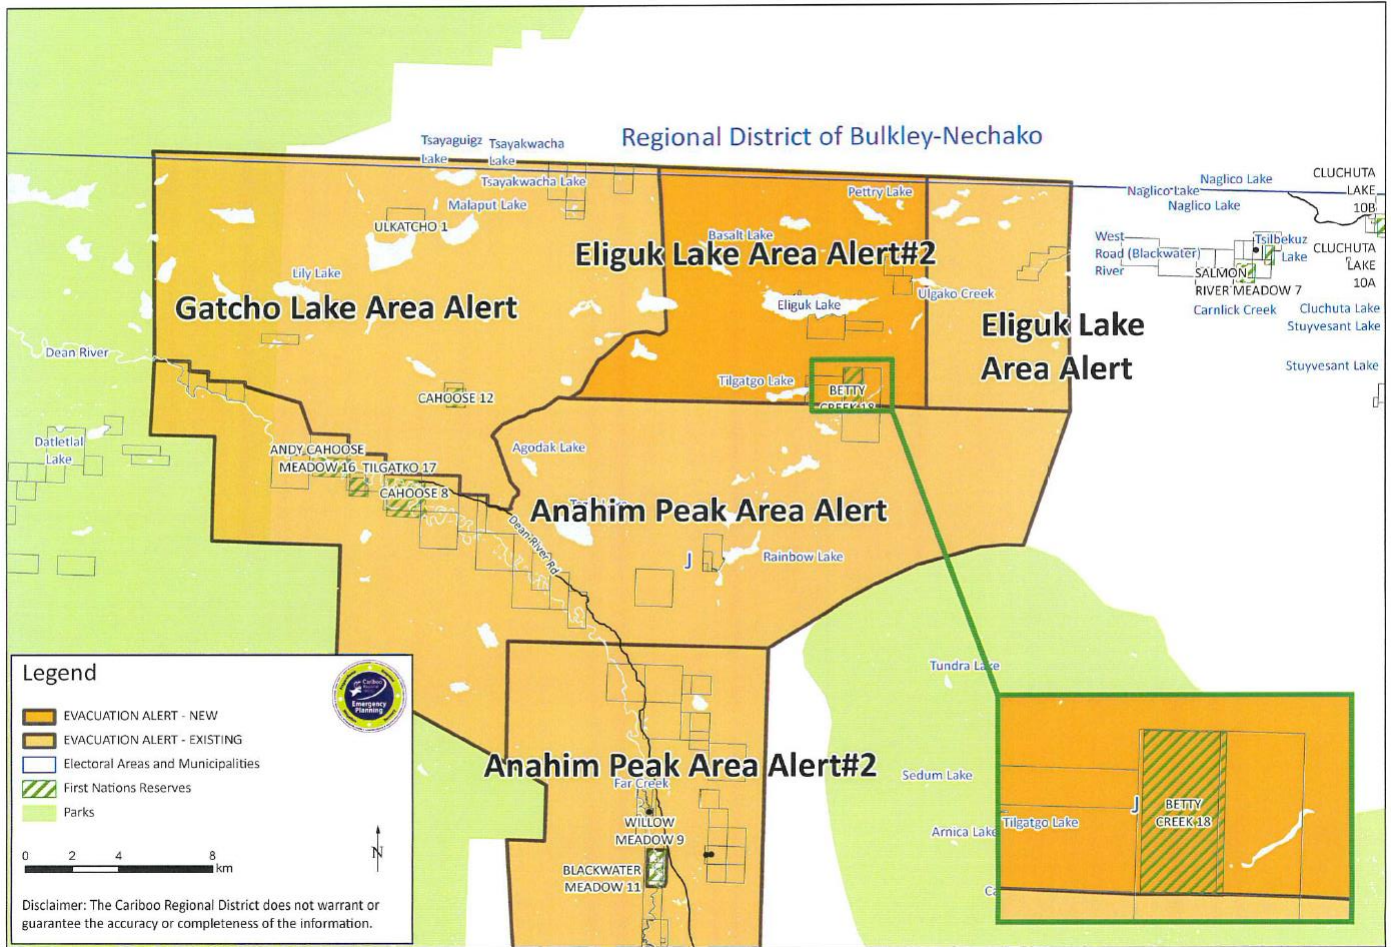 Regional District of Bulkley-Nechako
Tsayaguigz
Lake
Tsayakwacha
Lake
Tsayakwacha Lake
Malaput Lake
ULKATCHO 1
Pettry Lake
Basalt Lake
Eliguk Lake Area Alert#2
Lily Lake
Gatcho Lake Area Alert
Eliguk Lake
Ulgako Creek
Eliguk Lake
Area Alert
Naglico Lake
Naglico Lake
Naglico Lake
CLUCHUTA
LAKE
10B
West
Road (Blackwater)
River
Tsilbekuz
Lake
CLUCHUTA
LAKE
10A
SALMON
RIVER MEADOW 7
Carnlick Creek
Cluchuta Lake
Stuyvesant Lake
Stuyvesant Lake
Dean River
Tilgatgo Lake
BETTY
CREEK 18
CAHOOSE 12
Datletlal
Lake
ANDY CAHOOSE
MEADOW 16
TILGATKO 17
CAHOOSE 8
Agodak Lake
Anahim Peak Area Alert
Dean River Rd
J
Rainbow Lake
Tundra Lake
Anahim Peak Area Alert#2
Far Creek
WILLOW
MEADOW 9
BLACKWATER
MEADOW 11
Sedum Lake
Arnica Lake
J
Tilgatgo Lake
BETTY
CREEK 18
Legend
Cariboo
Emergency
Planning
EVACUATION ALERT - NEW
EVACUATION ALERT - EXISTING
Electoral Areas and Municipalities
First Nations Reserves
Parks
0 2 4 8
km
N
Disclaimer: The Cariboo Regional District does not warrant or
guarantee the accuracy or completeness of the information.